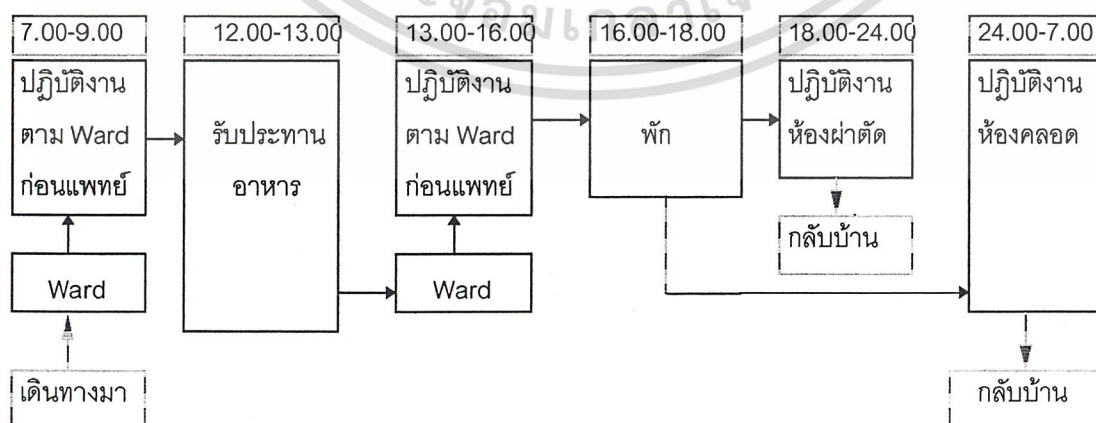 7.00-9.00 12.00-13.00 13.00-16.00 16.00-18.00 18.00-24.00 24.00-7.00
ปฏิบัติงาน
ตาม Ward
ก่อนแพทย์
รับประทาน
อาหาร
ปฏิบัติงาน
ตาม Ward
ก่อนแพทย์
พัก
ปฏิบัติงาน
ห้องผ่าตัด
ปฏิบัติงาน
ห้องคลอด
กลับบ้าน
Ward
Ward
เดินทางมา
กลับบ้าน